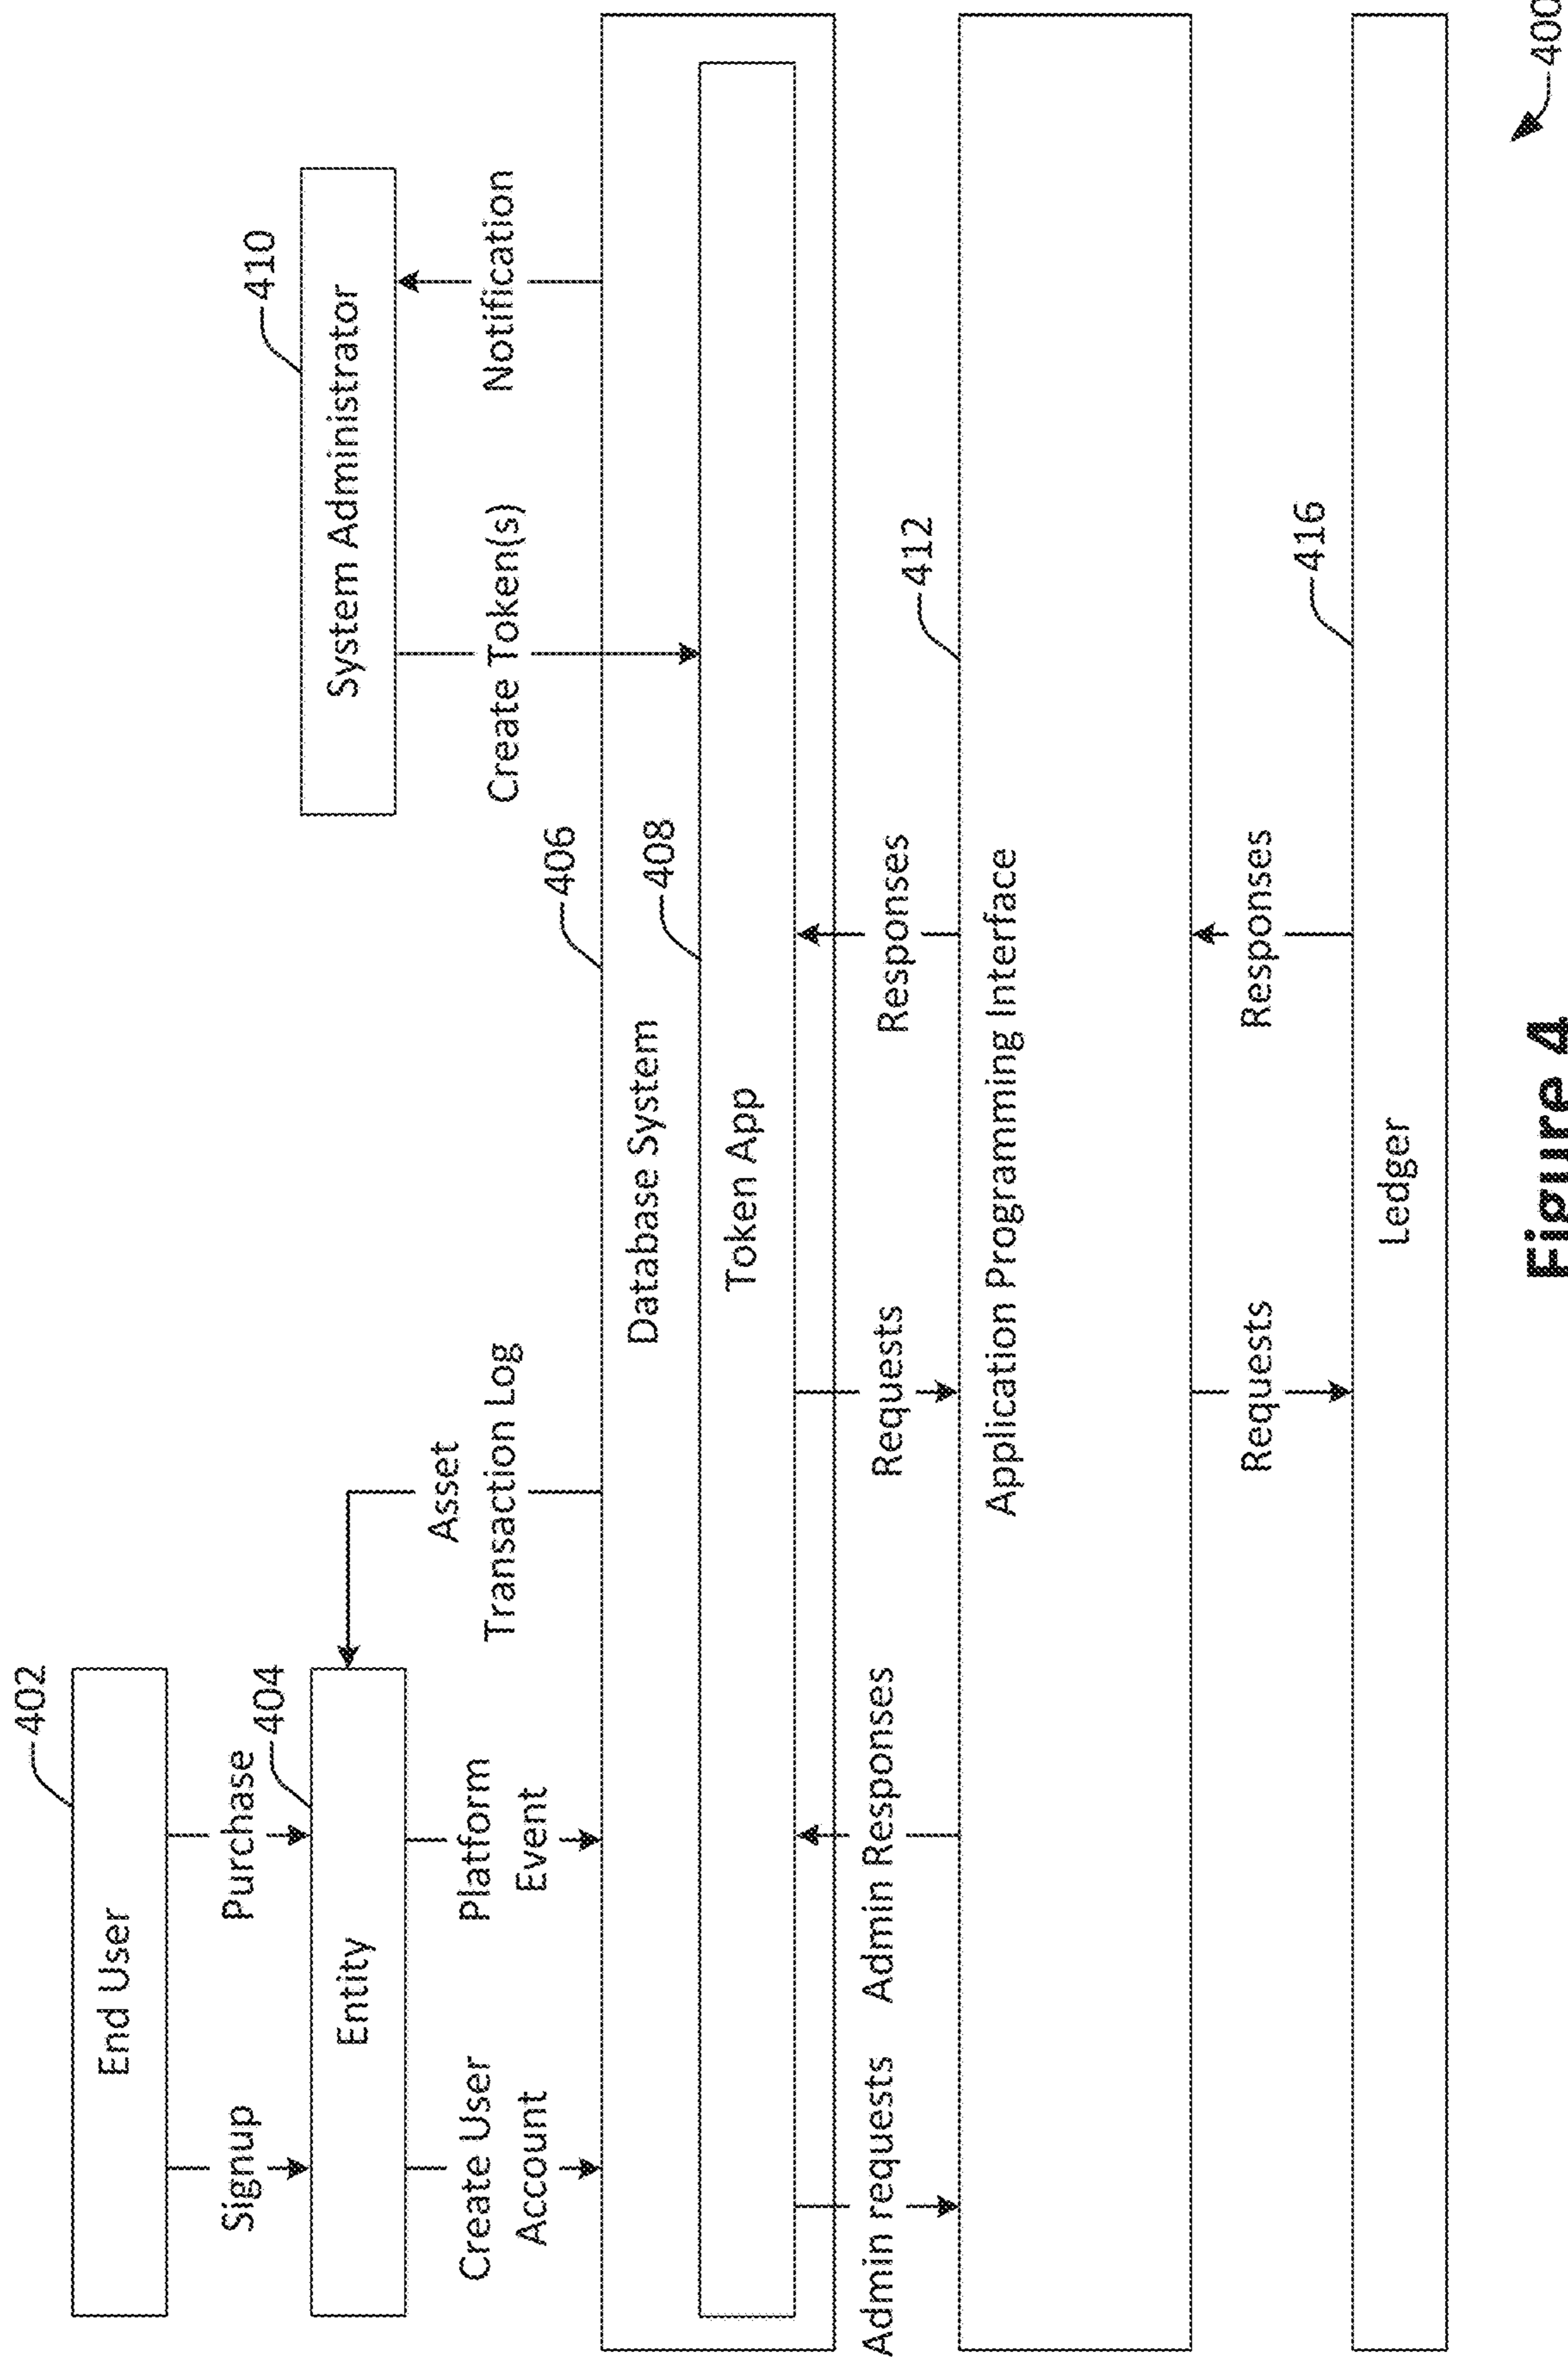 402
End User
Signup
Purchase
404
Entity
Create User
Account
Platform
Event
Asset
Transaction Log
410
System Administrator
Create Token(s)
Notification
406
Database System
408
Token App
Admin requests
Admin Responses
Requests
Responses
412
Application Programming Interface
Requests
Responses
416
Ledger
400
Figure 4